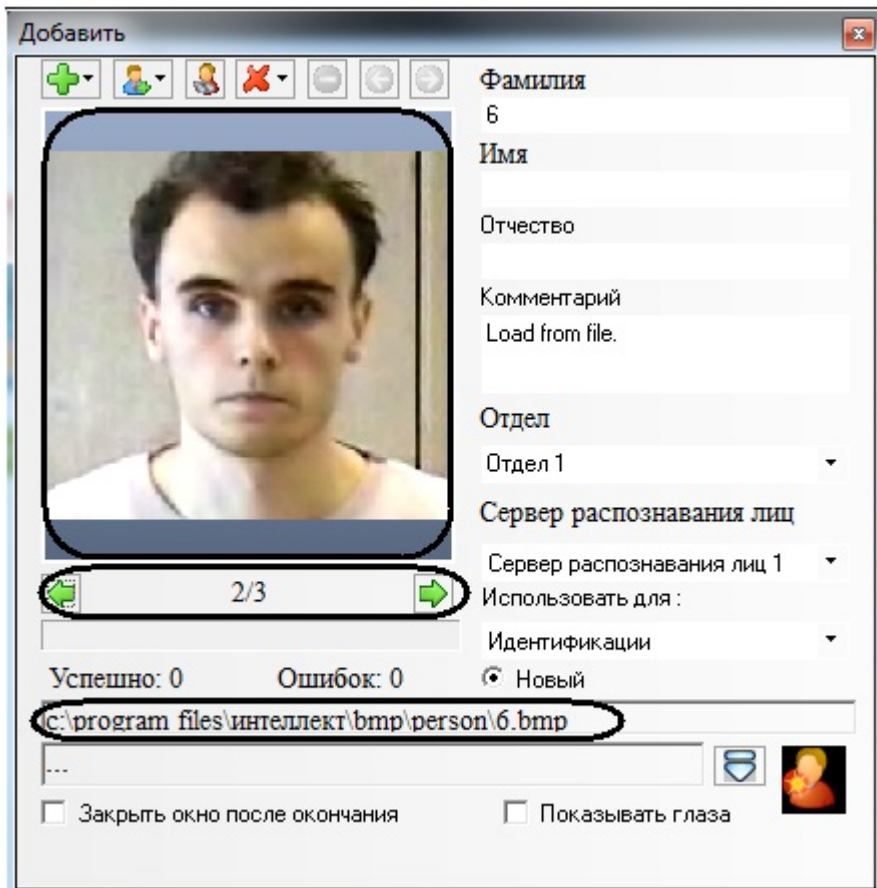 Добавить
Фамилия
6
Имя
Отчество
Комментарий
Load from file.
Отдел
Отдел 1
Сервер распознавания лиц
Сервер распознавания лиц 1
2/3
Использовать для :
Идентификации
Успешно: 0 Ошибок: 0
Новый
c:\program files\интеллект\bmp\person\6.bmp
...
Закрыть окно после окончания
Показывать глаза